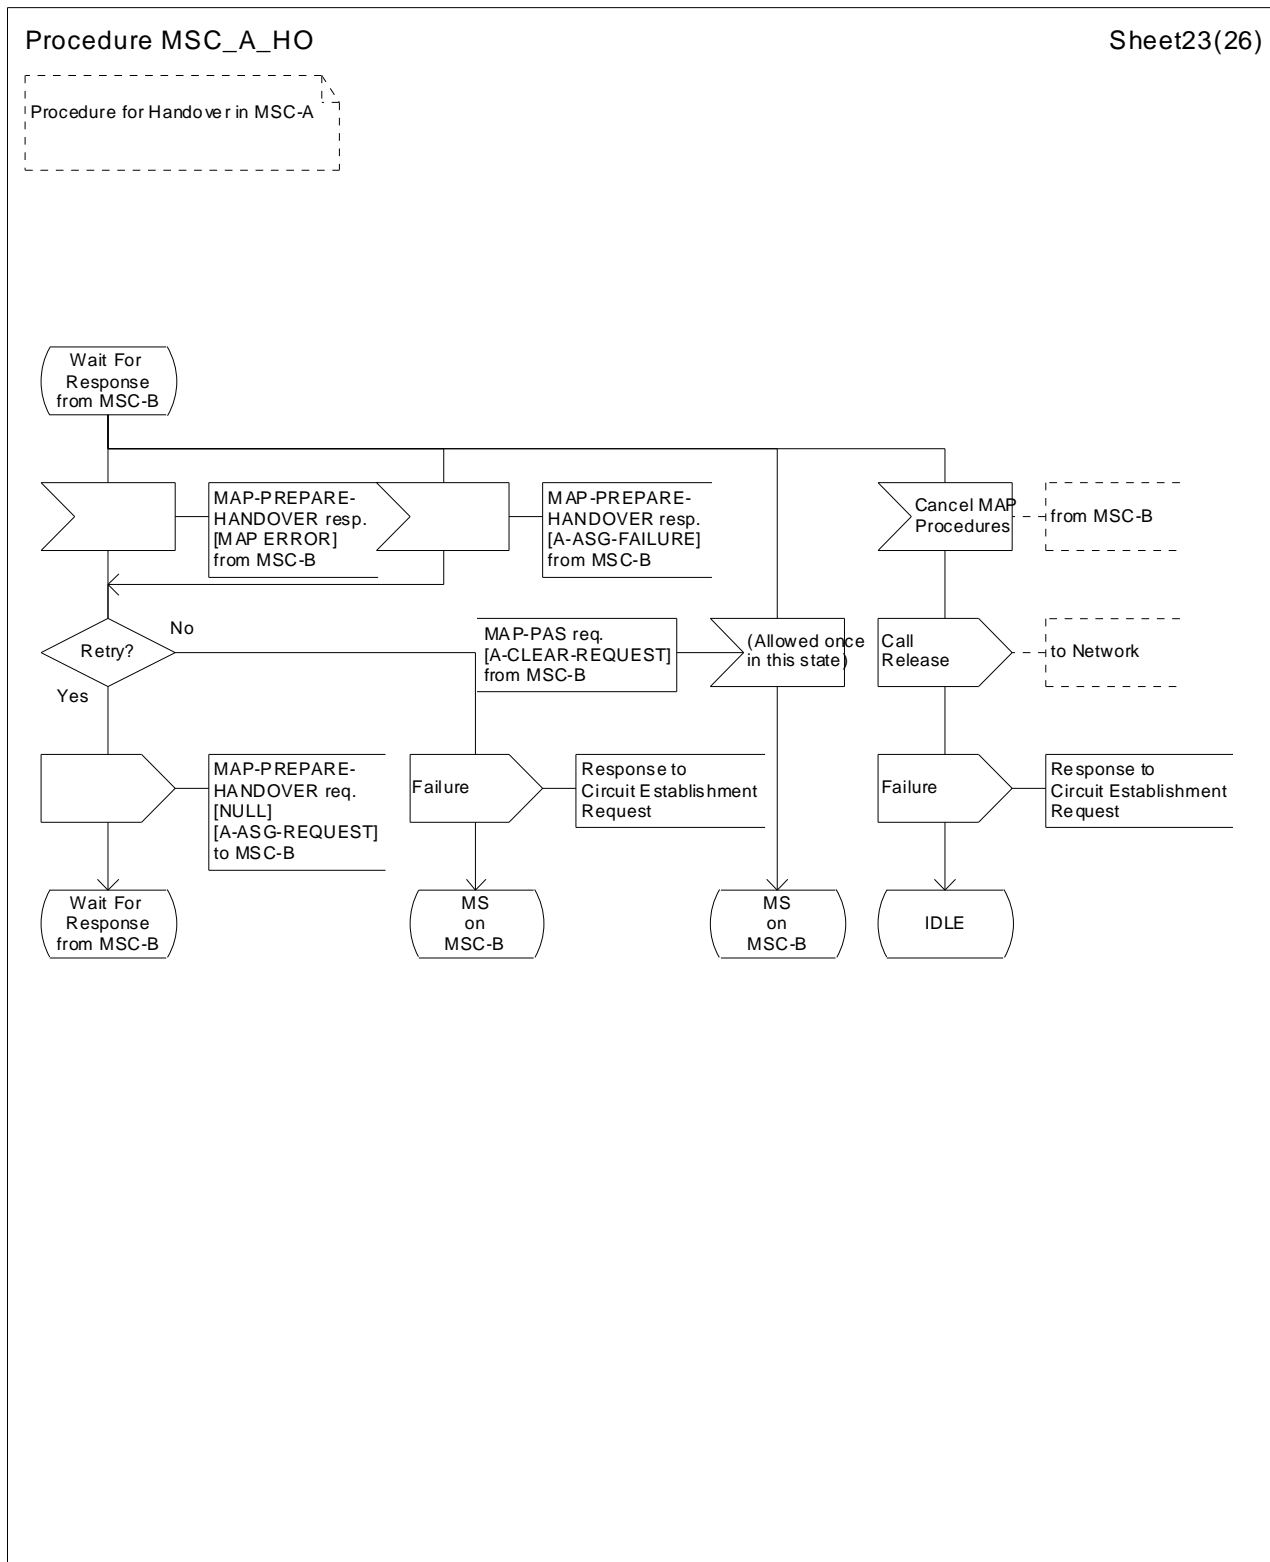 Procedure MSC_A_HO
Sheet23(26)
Procedure for Handover in MSC-A
Wait For
Response
from MSC-B
MAP-PREPARE-
HANDOVER resp.
[MAP ERROR]
from MSC-B
MAP-PREPARE-
HANDOVER resp.
[A-ASG-FAILURE]
from MSC-B
Cancel MAP
Procedures
from MSC-B
Retry?
No
Yes
MAP-PAS req.
[A-CLEAR-REQUEST]
from MSC-B
(Allowed once
in this state)
Call
Release
to Network
MAP-PREPARE-
HANDOVER req.
[NULL]
[A-ASG-REQUEST]
to MSC-B
Failure
Response to
Circuit Establishment
Request
Failure
Response to
Circuit Establishment
Request
Wait For
Response
from MSC-B
MS
on
MSC-B
MS
on
MSC-B
IDLE